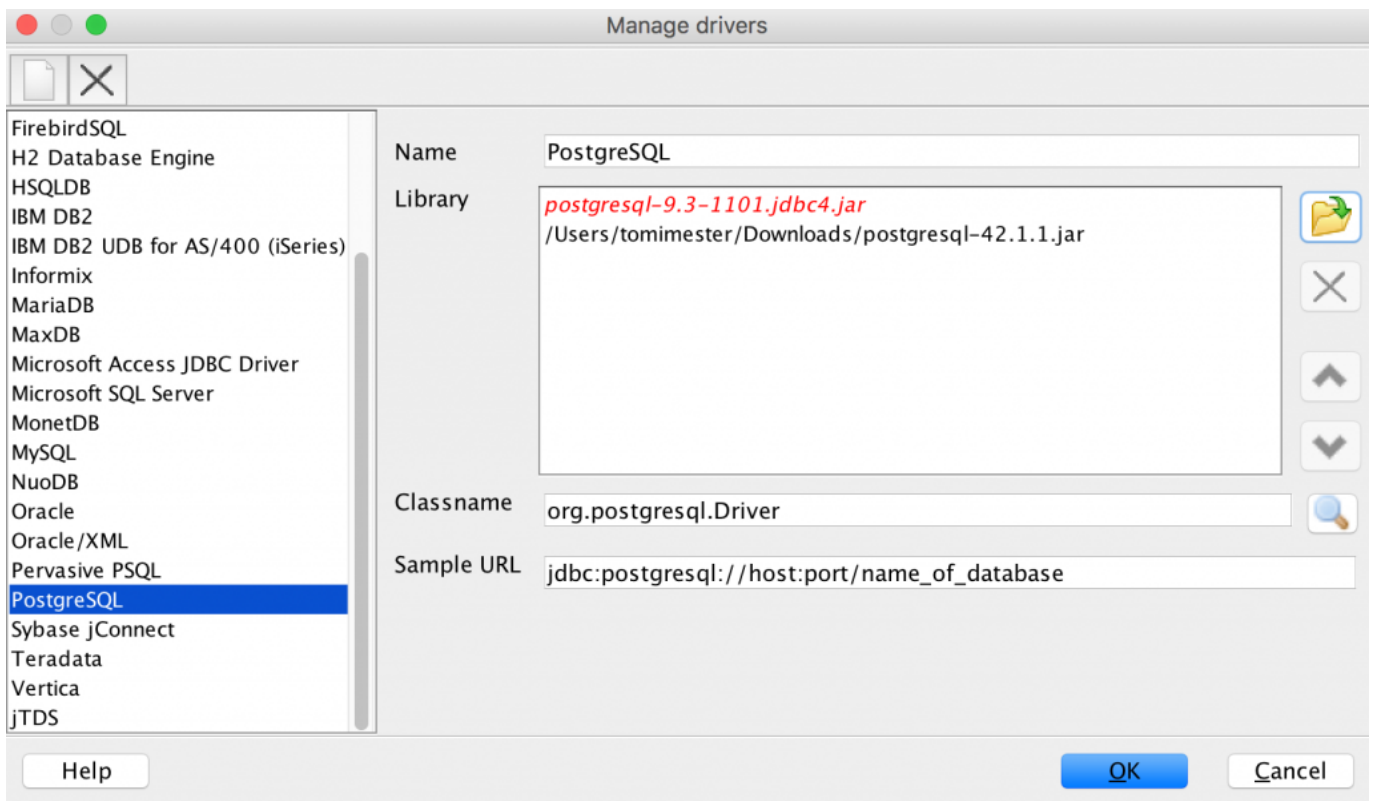 Manage drivers
FirebirdSQL
H2 Database Engine
HSQLDB
IBM DB2
IBM DB2 UDB for AS/400 (iSeries)
Informix
MariaDB
MaxDB
Microsoft Access JDBC Driver
Microsoft SQL Server
MonetDB
MySQL
NuoDB
Oracle
Oracle/XML
Pervasive PSQL
PostgreSQL
Sybase jConnect
Teradata
Vertica
jTDS
Name PostgreSQL
Library postgresql-9.3-1101.jdbc4.jar
/Users/tomimester/Downloads/postgresql-42.1.1.jar
Classname org.postgresql.Driver
Sample URL jdbc:postgresql://host:port/name_of_database
Help OK Cancel